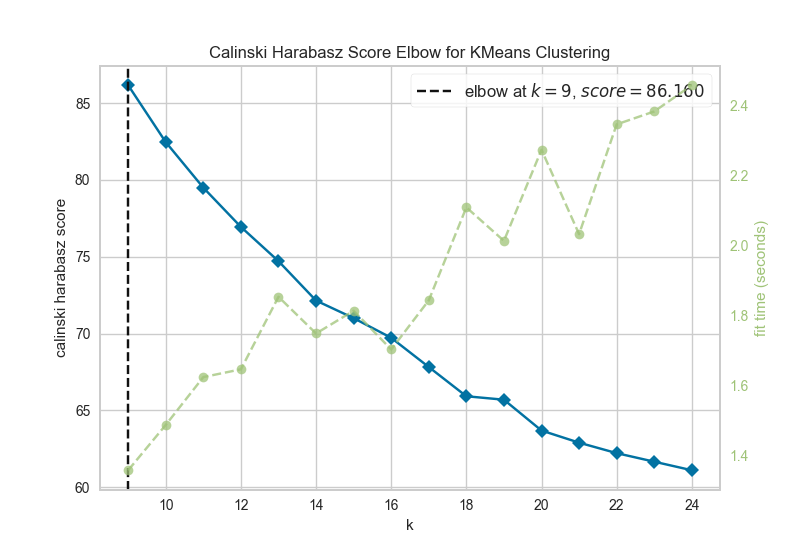 Calinski Harabasz Score Elbow for KMeans Clustering
elbow at k = 9, score = 86.160
calinski harabasz score
85
80
75
70
65
60
2.4
2.2
2.0
1.8
1.6
1.4
fit time (seconds)
10 12 14 16 18 20 22 24
k